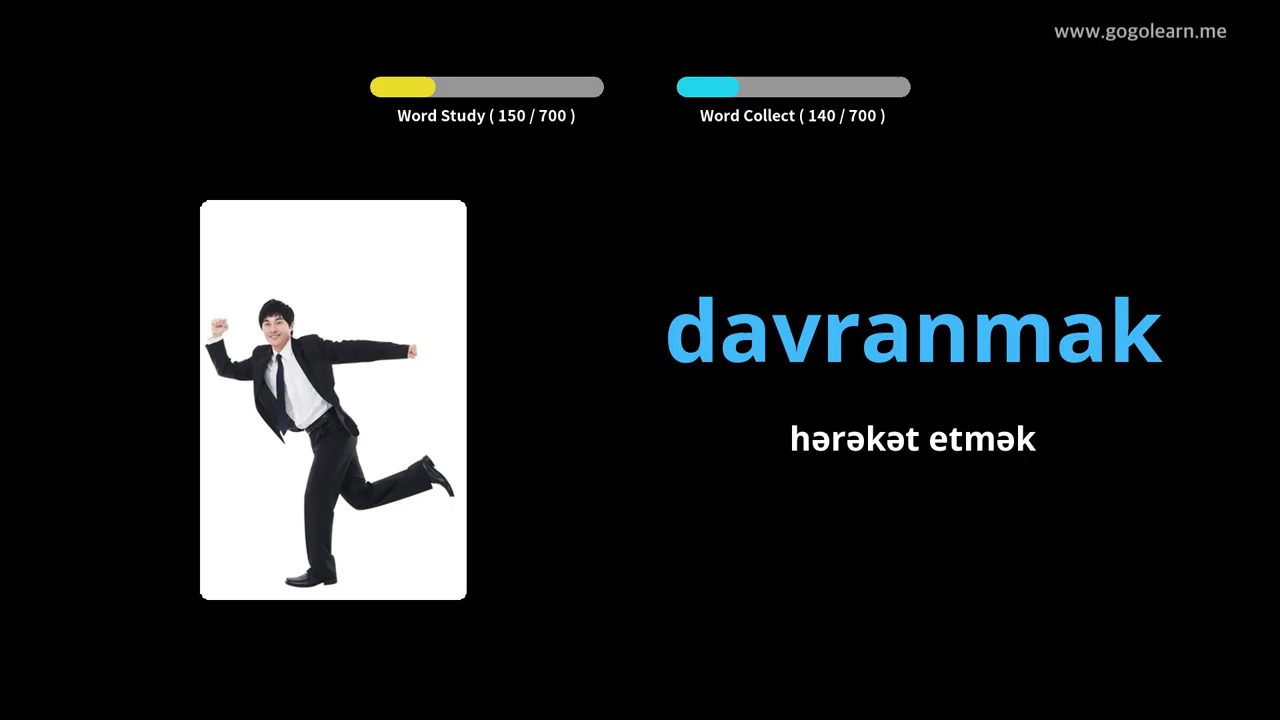 www.gogolearn.me
Word Study ( 150 / 700 )
Word Collect ( 140 / 700 )
davranmak
hərəkət etmək